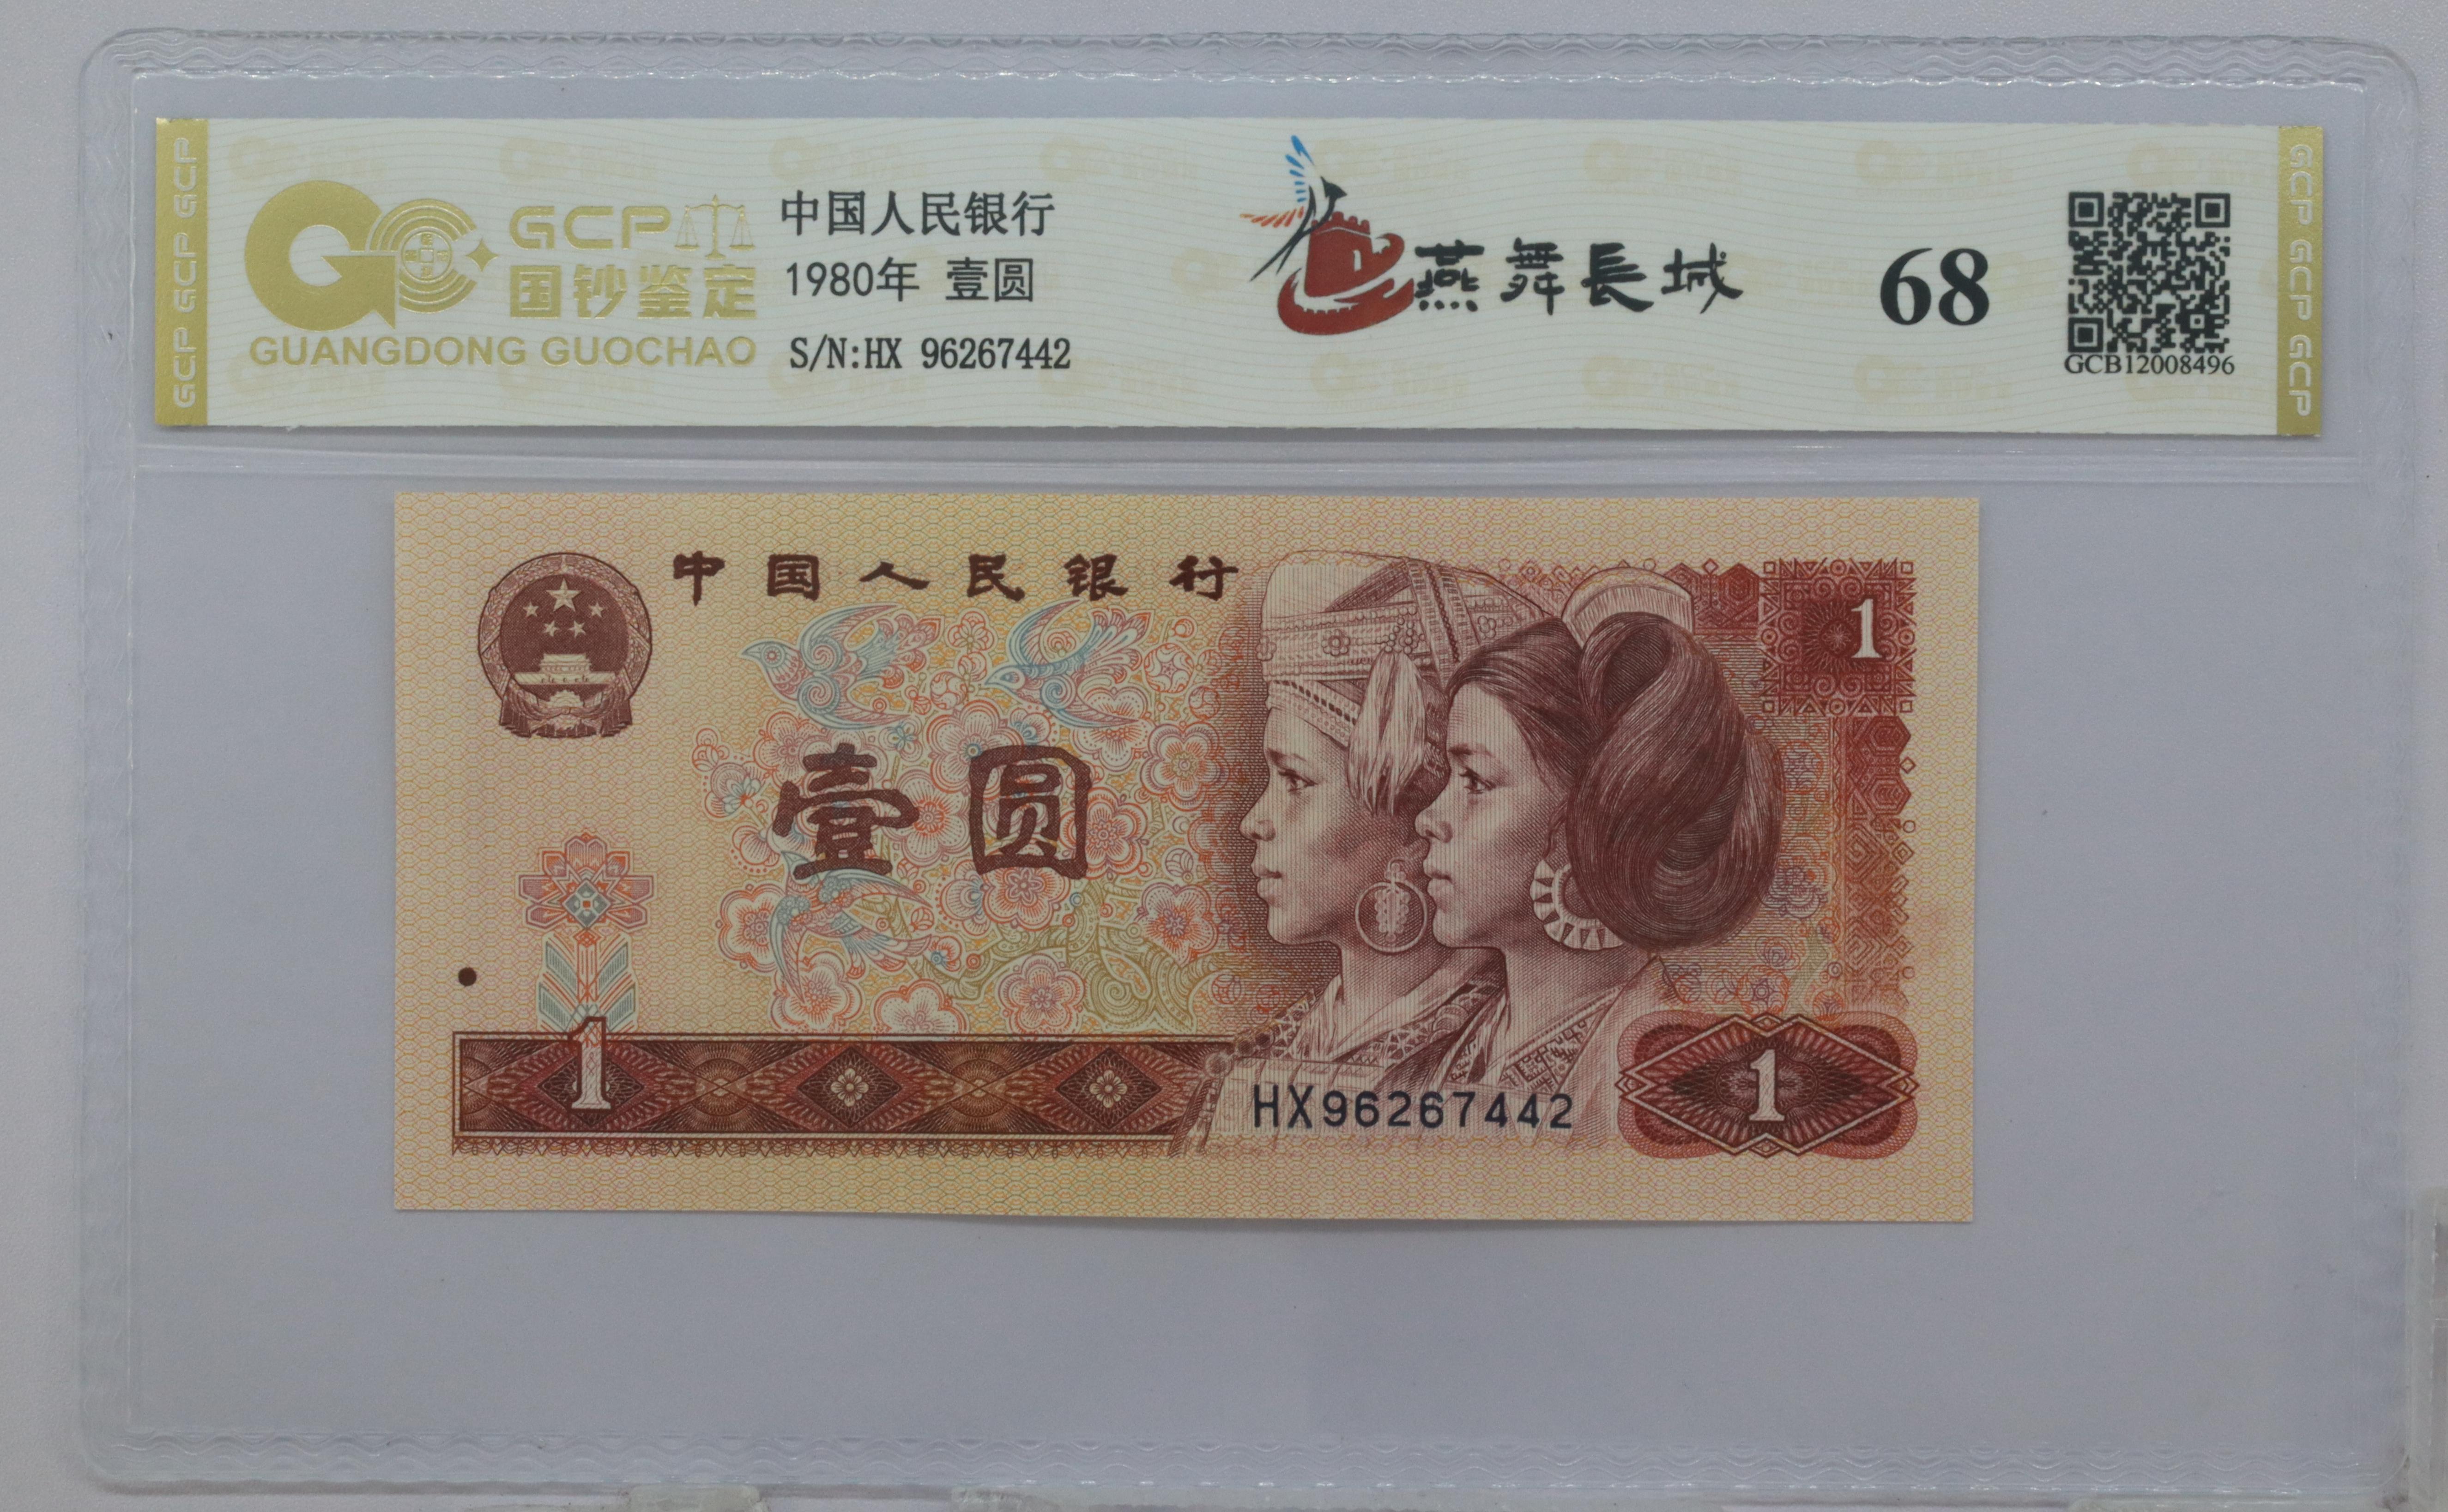 GCP GCP GCP
GCP
国钞鉴定
GUANGDONG GUOCHAO
中国人民银行
1980年 壹圆
S/N:HX 96267442
燕舞長城
68
GCB12008496
GCP GCP GCP GCP
中国人民银行
1
壹圆
1
HX96267442
1